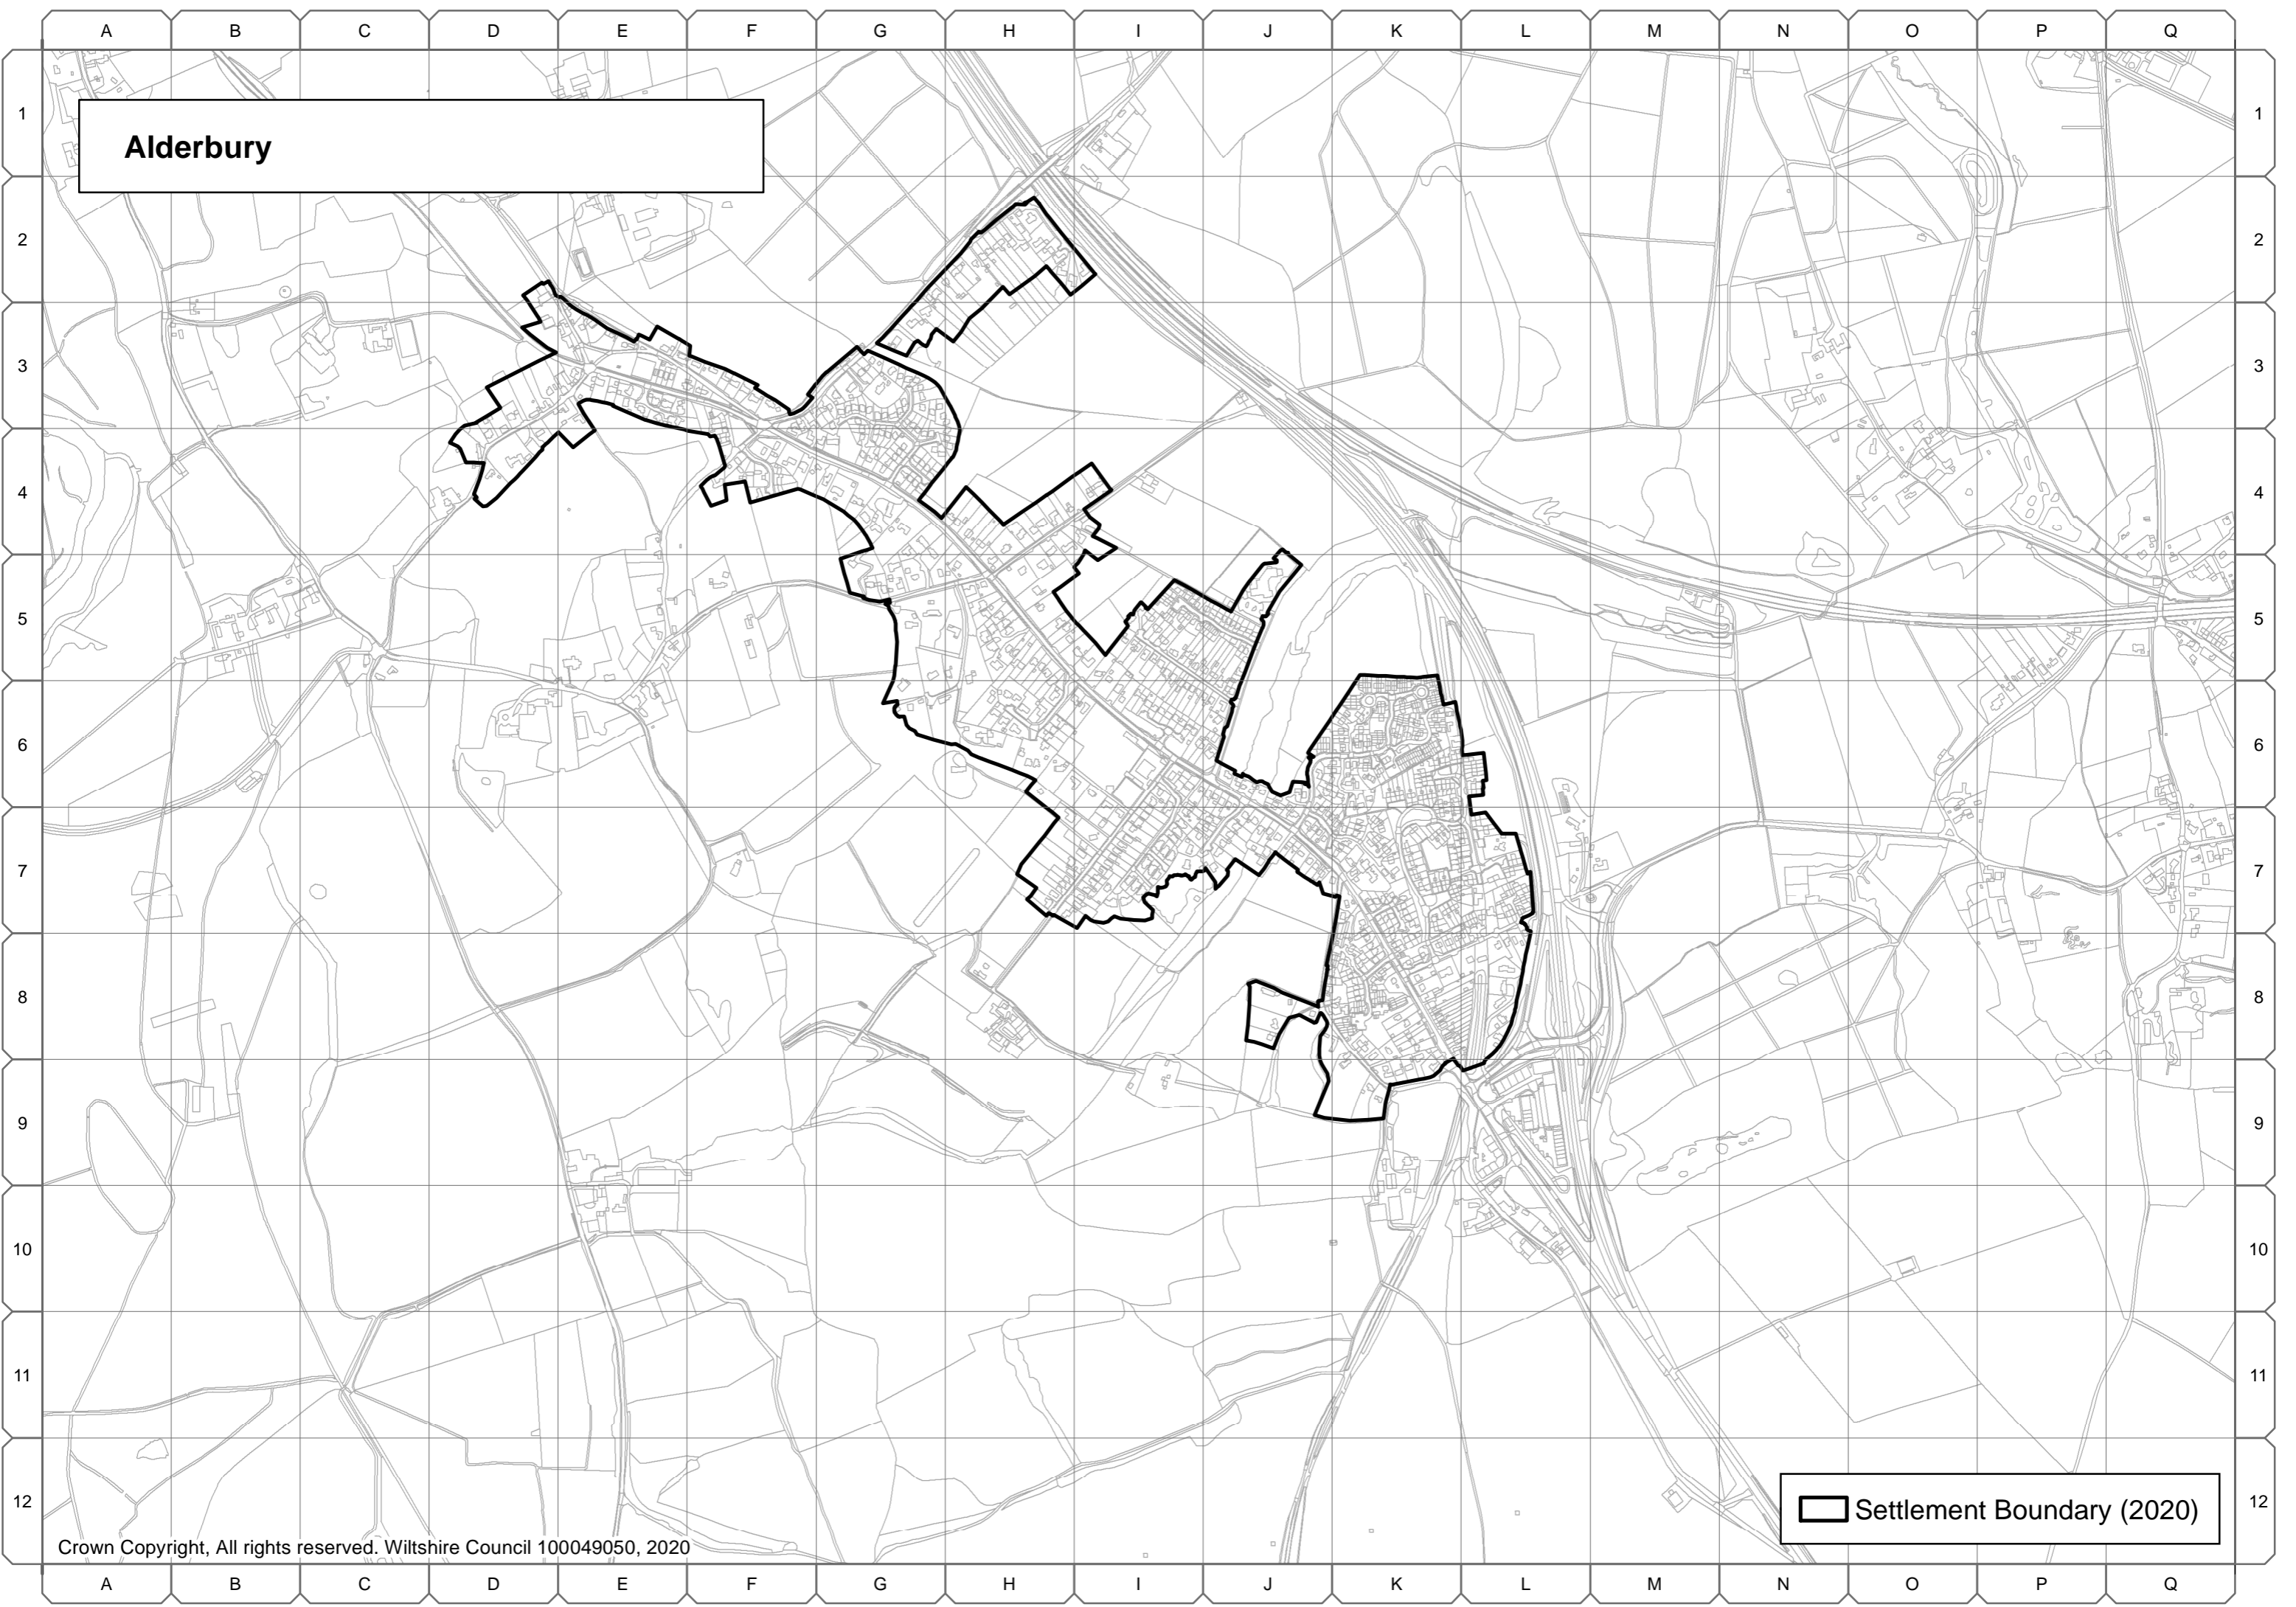 A B C D E F G H I J K L M N O P Q
1 1
Alderbury
2 2
3 3
4 4
5 5
6 6
7 7
8 8
9 9
10 10
11 11
12 12
Settlement Boundary (2020)
Crown Copyright, All rights reserved. Wiltshire Council 100049050, 2020
A B C D E F G H I J K L M N O P Q